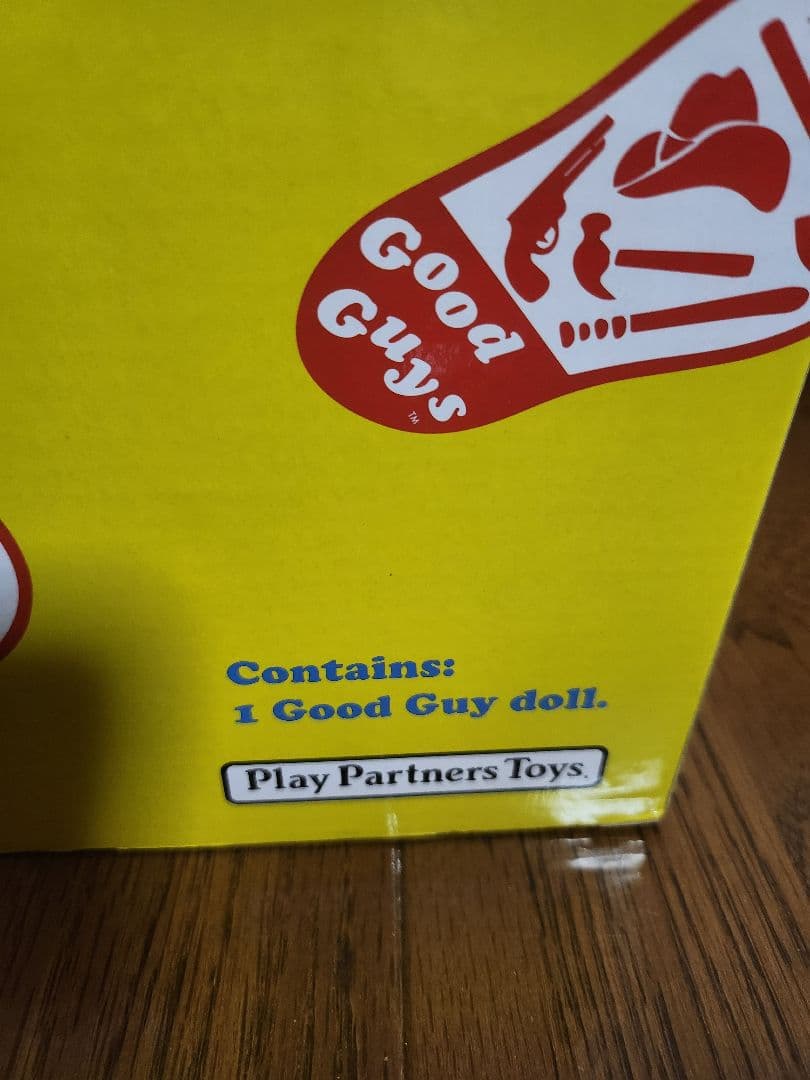 Good
Guys
TM
Contains:
1 Good Guy doll.
Play Partners Toys.